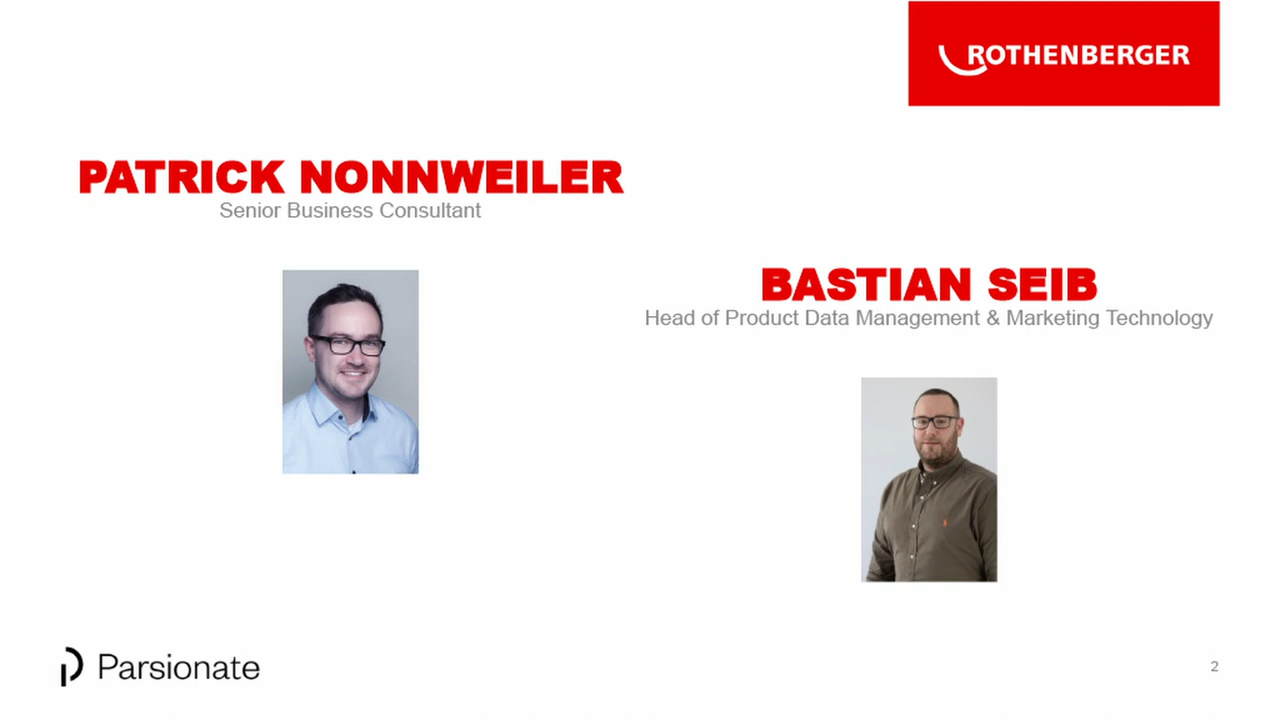 ROTHENBERGER
PATRICK NONNWEILER
Senior Business Consultant
BASTIAN SEIB
Head of Product Data Management & Marketing Technology
Parsionate
2